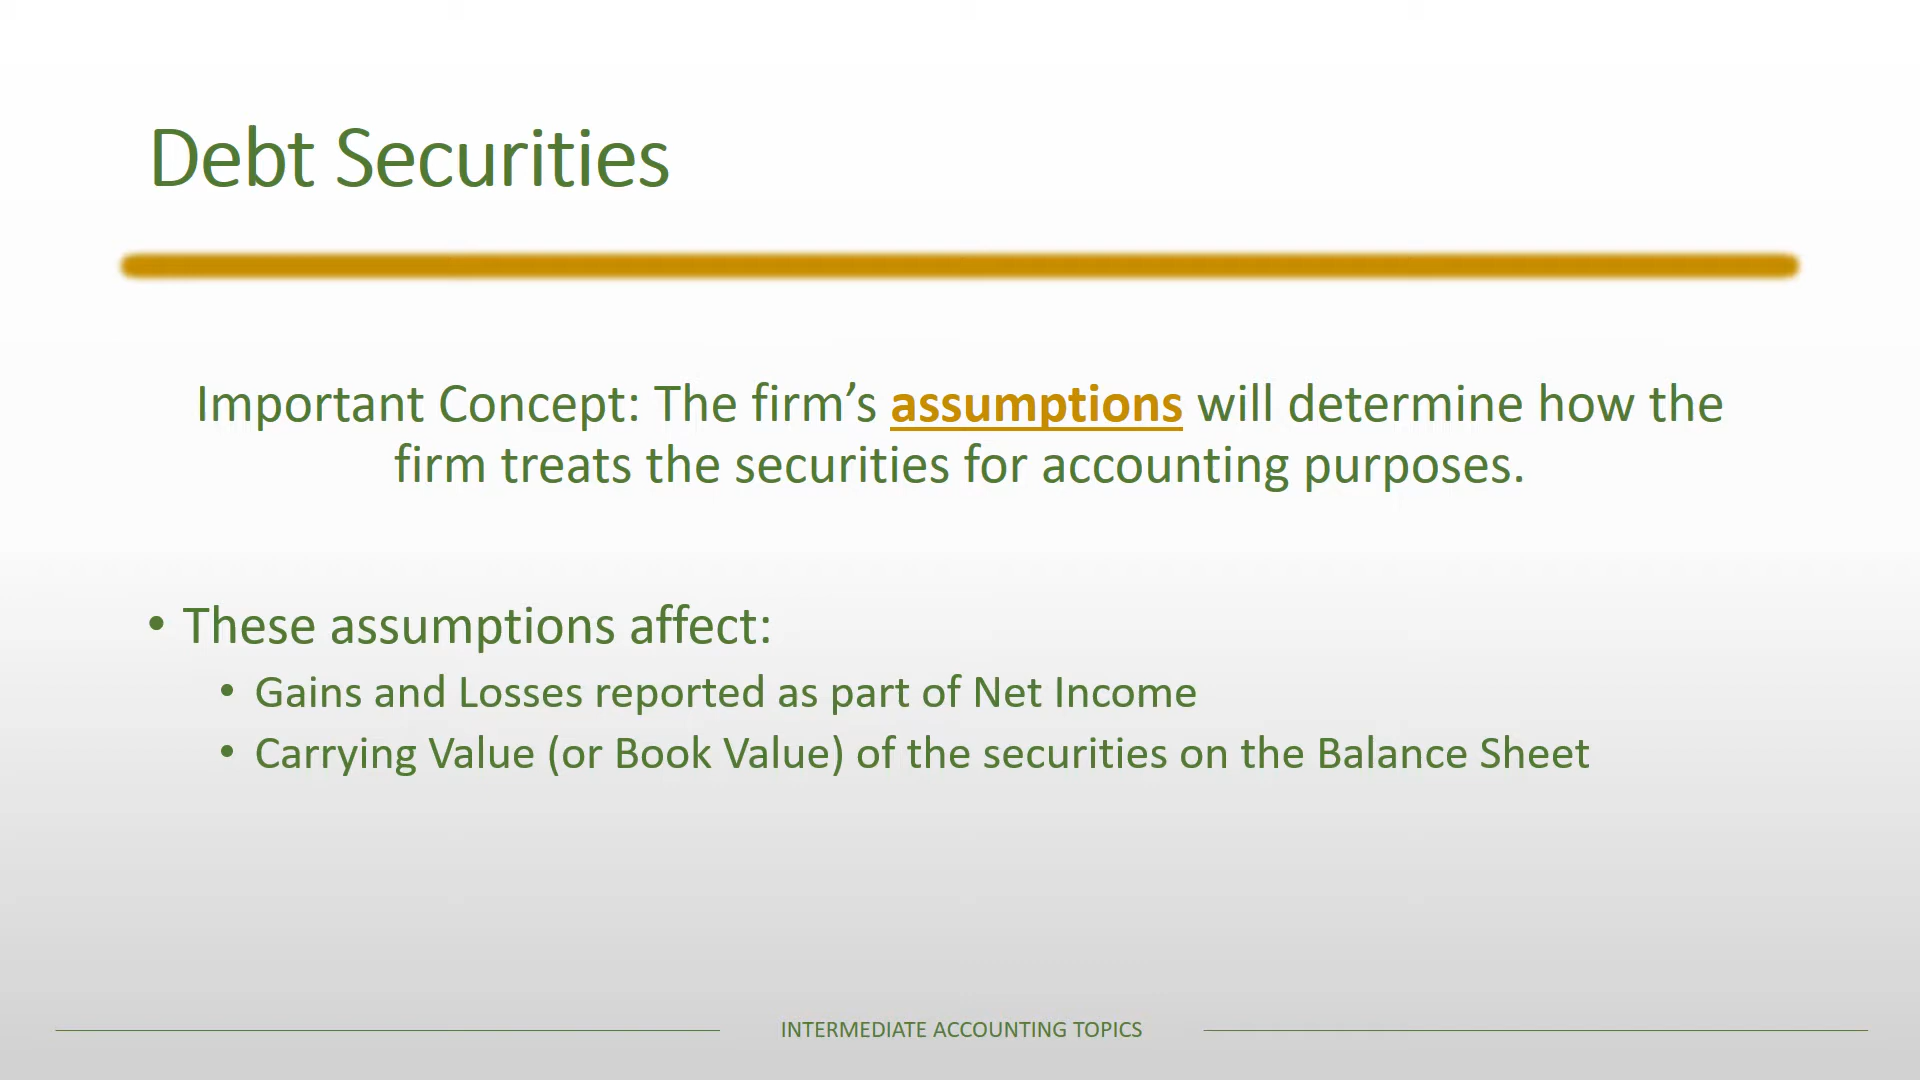 Debt Securities
Important Concept: The firm’s assumptions will determine how the
firm treats the securities for accounting purposes.
• These assumptions affect:
• Gains and Losses reported as part of Net Income
• Carrying Value (or Book Value) of the securities on the Balance Sheet
INTERMEDIATE ACCOUNTING TOPICS